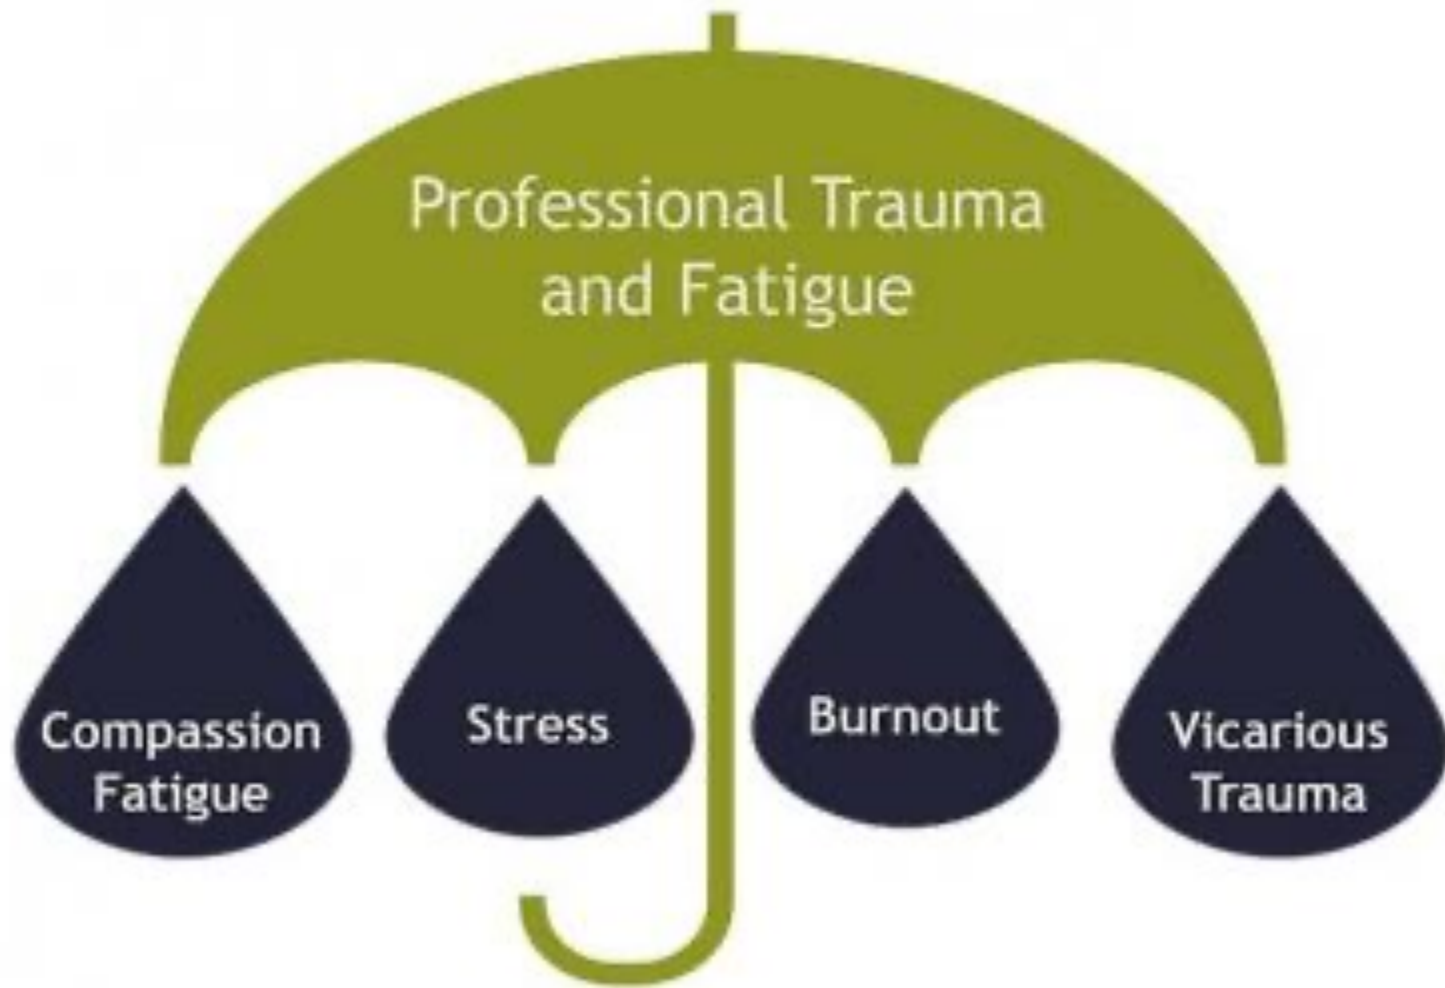 Professional Trauma
and Fatigue
Compassion
Fatigue
Stress
Burnout
Vicarious
Trauma